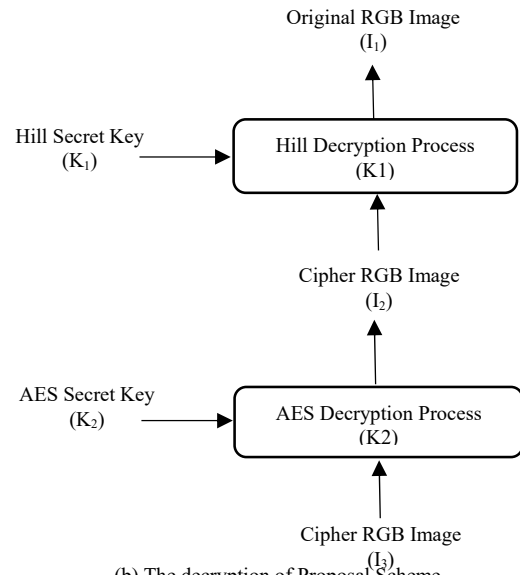 Original RGB Image
(I₁)
Hill Secret Key
(K₁)
Hill Decryption Process
(K1)
Cipher RGB Image
(I₂)
AES Secret Key
(K₂)
AES Decryption Process
(K2)
Cipher RGB Image
(I₃)
(b) The decryption of Proposal Scheme